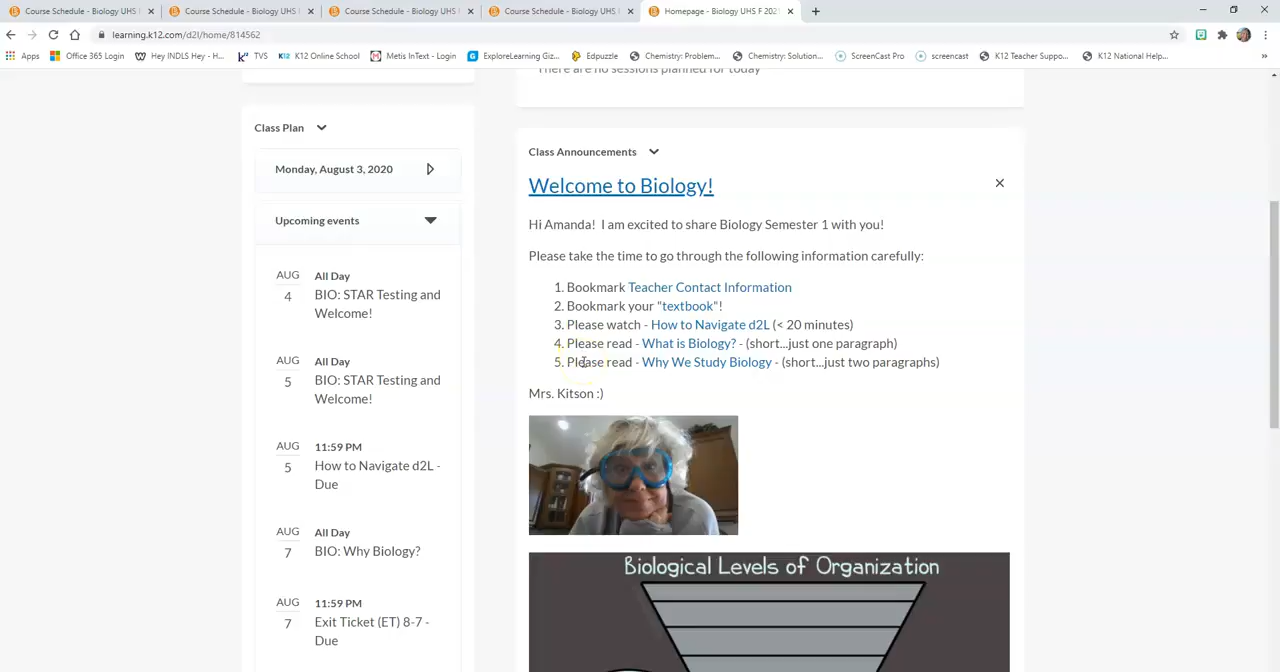 Course Schedule - Biology UHS
Course Schedule - Biology UHS
Course Schedule - Biology UHS
Course Schedule - Biology UHS
Homepage - Biology UHS F 202
learning.k12.com/d2l/home/814562
Apps
Office 365 Login
Hey INDLS Hey - H...
TVS
K12 Online School
Metis InText - Login
ExploreLearning Giz...
Edpuzzle
Chemistry: Problem...
Chemistry: Solution...
ScreenCast Pro
screencast
K12 Teacher Suppo...
K12 National Help...
There are no sessions planned for today
Class Plan
Monday, August 3, 2020
Upcoming events
AUG
4
All Day
BIO: STAR Testing and
Welcome!
AUG
5
All Day
BIO: STAR Testing and
Welcome!
AUG
5
11:59 PM
How to Navigate d2L -
Due
AUG
7
All Day
BIO: Why Biology?
AUG
7
11:59 PM
Exit Ticket (ET) 8-7 -
Due
Class Announcements
Welcome to Biology!
Hi Amanda!  I am excited to share Biology Semester 1 with you!
Please take the time to go through the following information carefully:
1. Bookmark Teacher Contact Information
2. Bookmark your "textbook"!
3. Please watch - How to Navigate d2L (< 20 minutes)
4. Please read - What is Biology? - (short...just one paragraph)
5. Please read - Why We Study Biology - (short...just two paragraphs)
Mrs. Kitson :)
Biological Levels of Organization